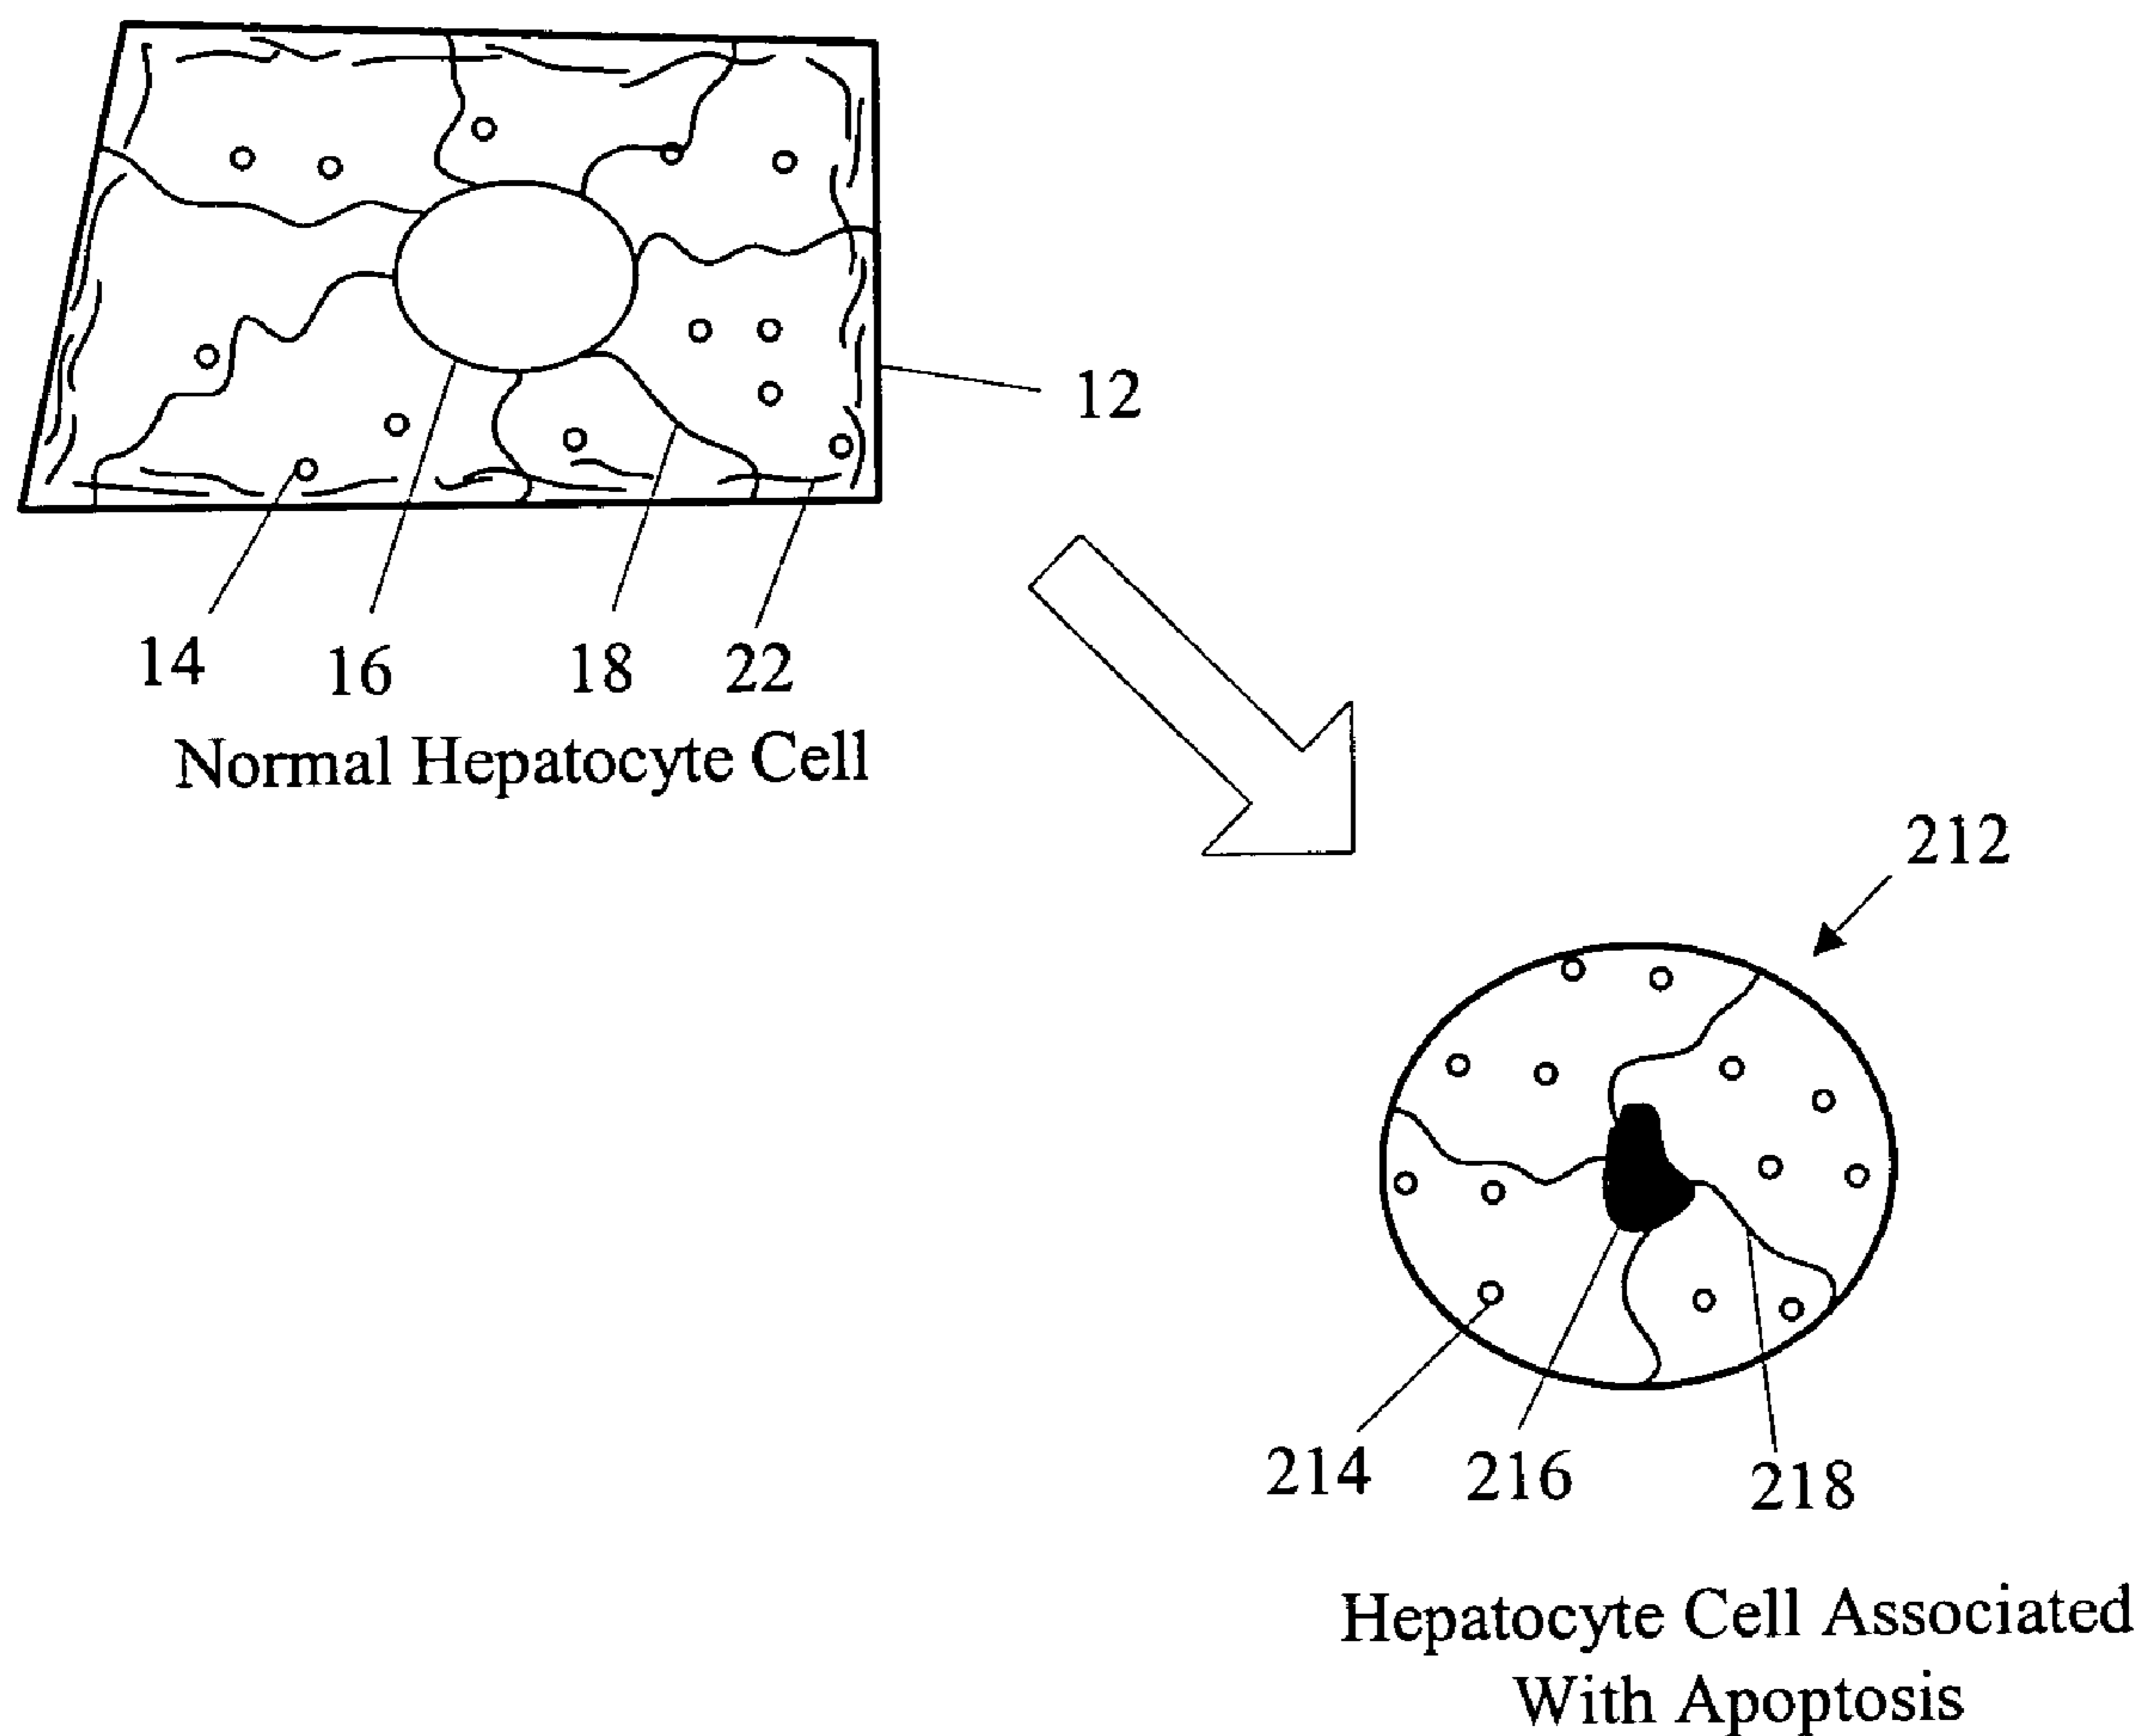 12
14 16 18 22
Normal Hepatocyte Cell
212
214 216 218
Hepatocyte Cell Associated
With Apoptosis